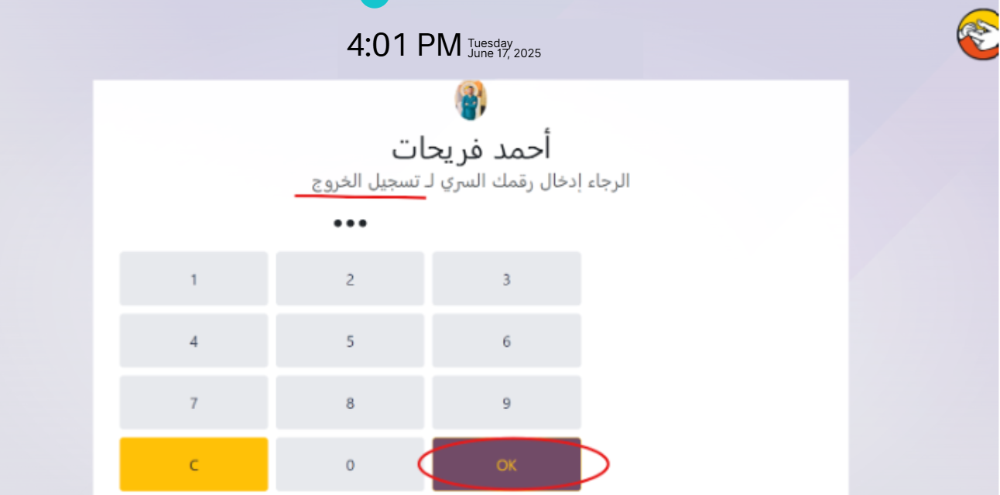 4:01 PM
Tuesday
June 17, 2025
أحمد فريحات
الرجاء إدخال رقمك السري لـ تسجيل الخروج
1 2 3
4 5 6
7 8 9
C 0 OK